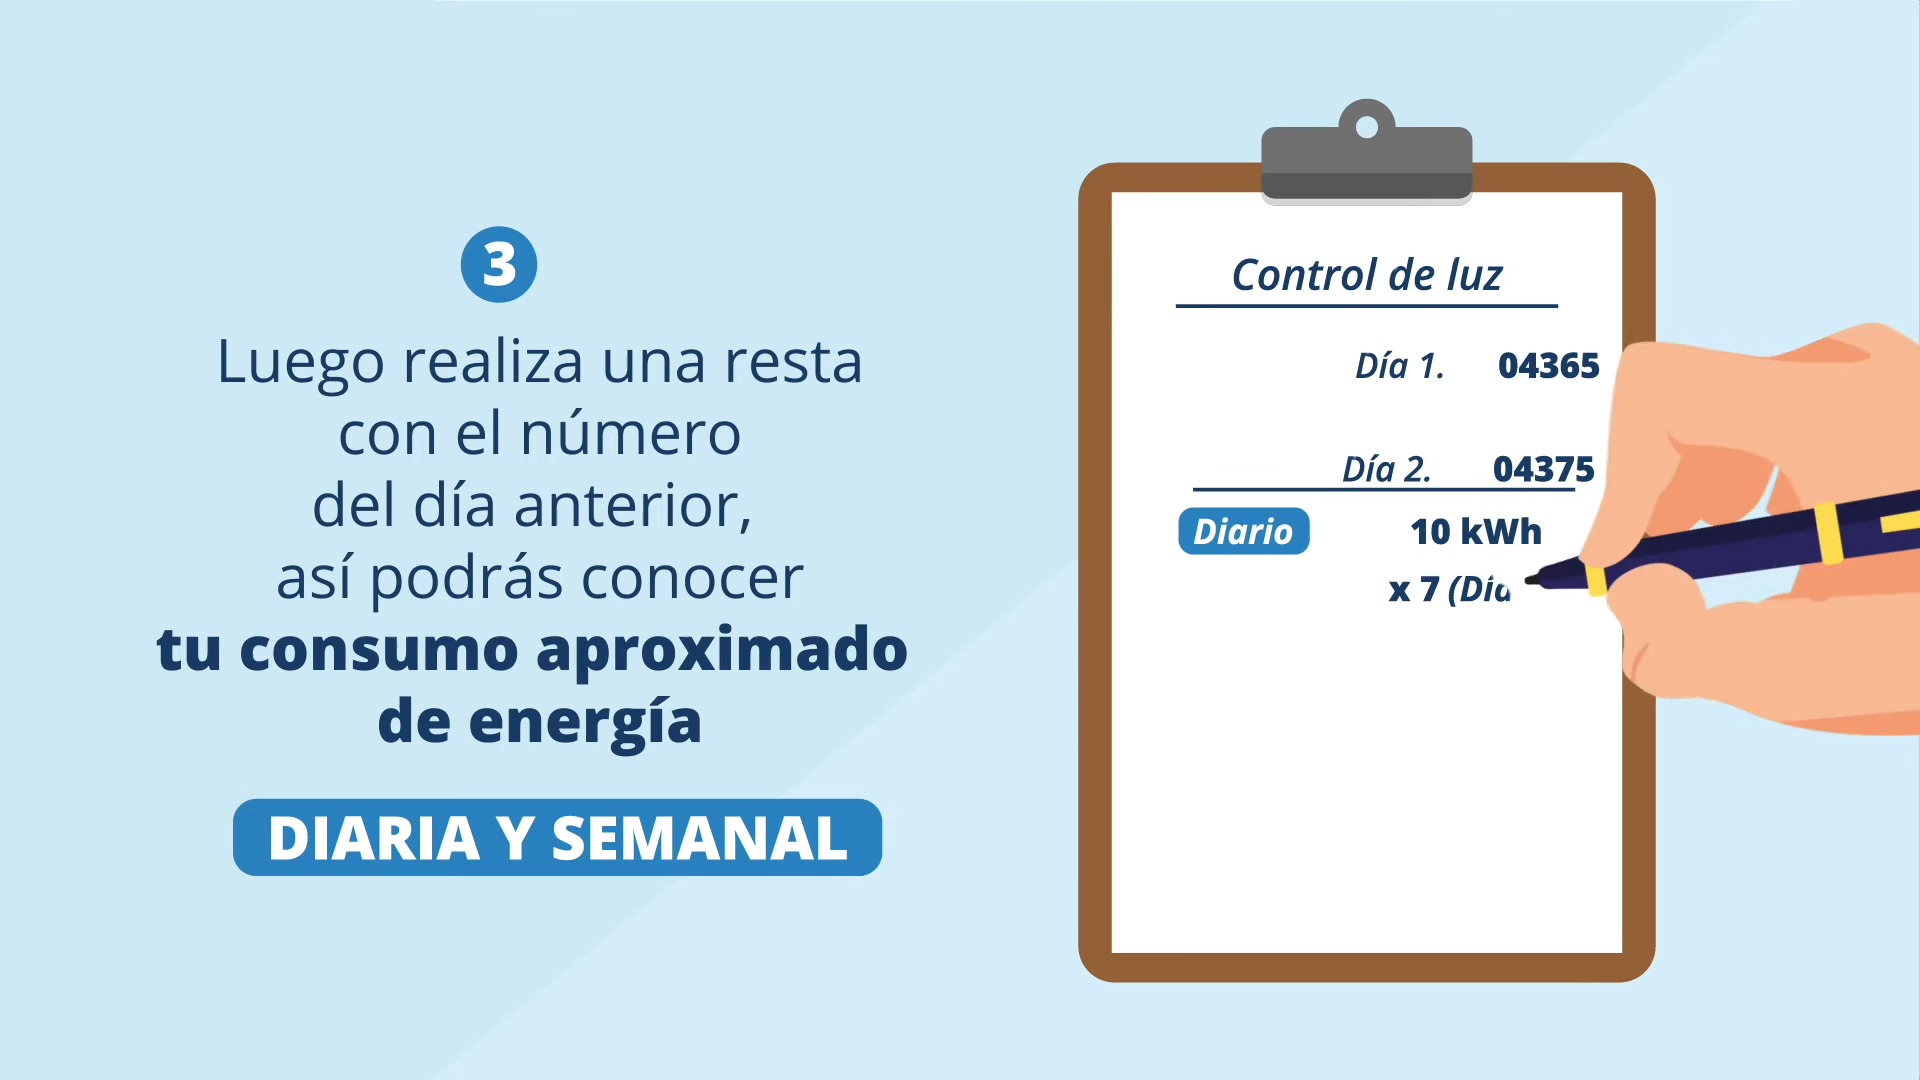 3
Luego realiza una resta
con el número
del día anterior,
así podrás conocer
tu consumo aproximado
de energía
DIARIA Y SEMANAL
Control de luz
Día 1. 04365
Día 2. 04375
Diario 10 kWh
x 7 (Día